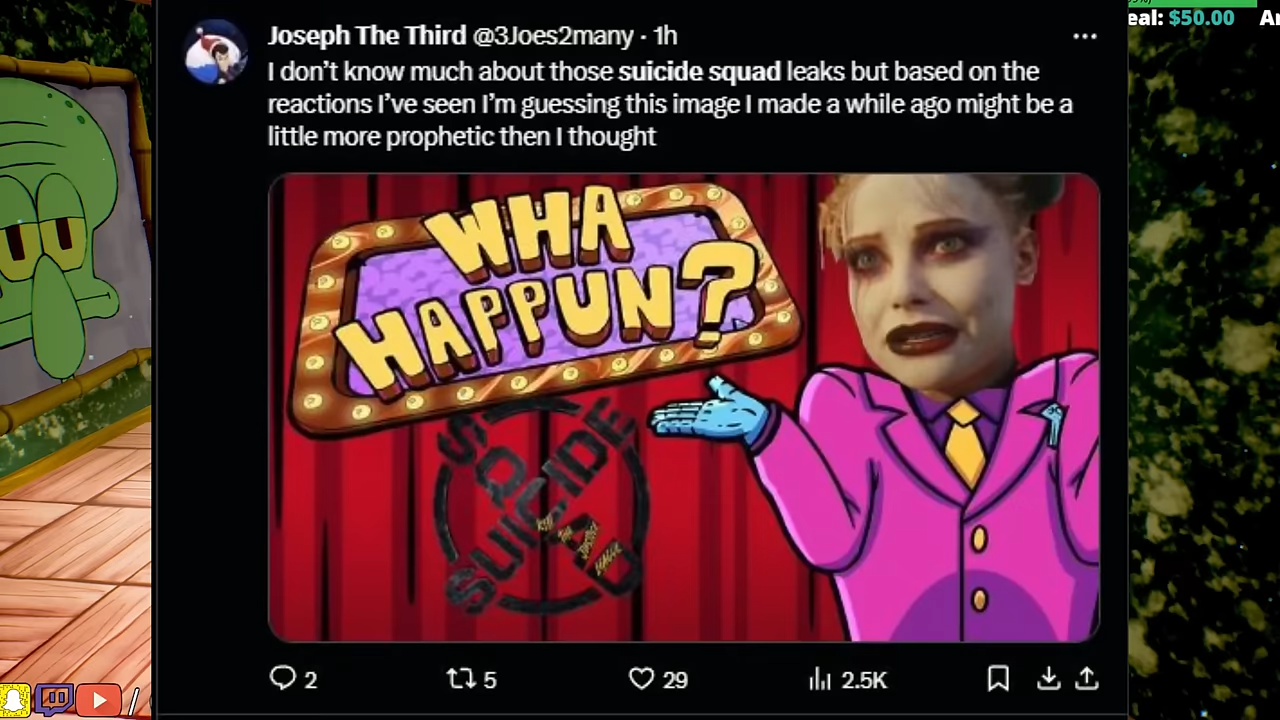 eal: $50.00
Joseph The Third @3Joes2many · 1h
I don't know much about those suicide squad leaks but based on the
reactions I've seen I'm guessing this image I made a while ago might be a
little more prophetic then I thought
WHA
HAPPUN?
SUICIDE
SQUAD
2
5
29
2.5K
/